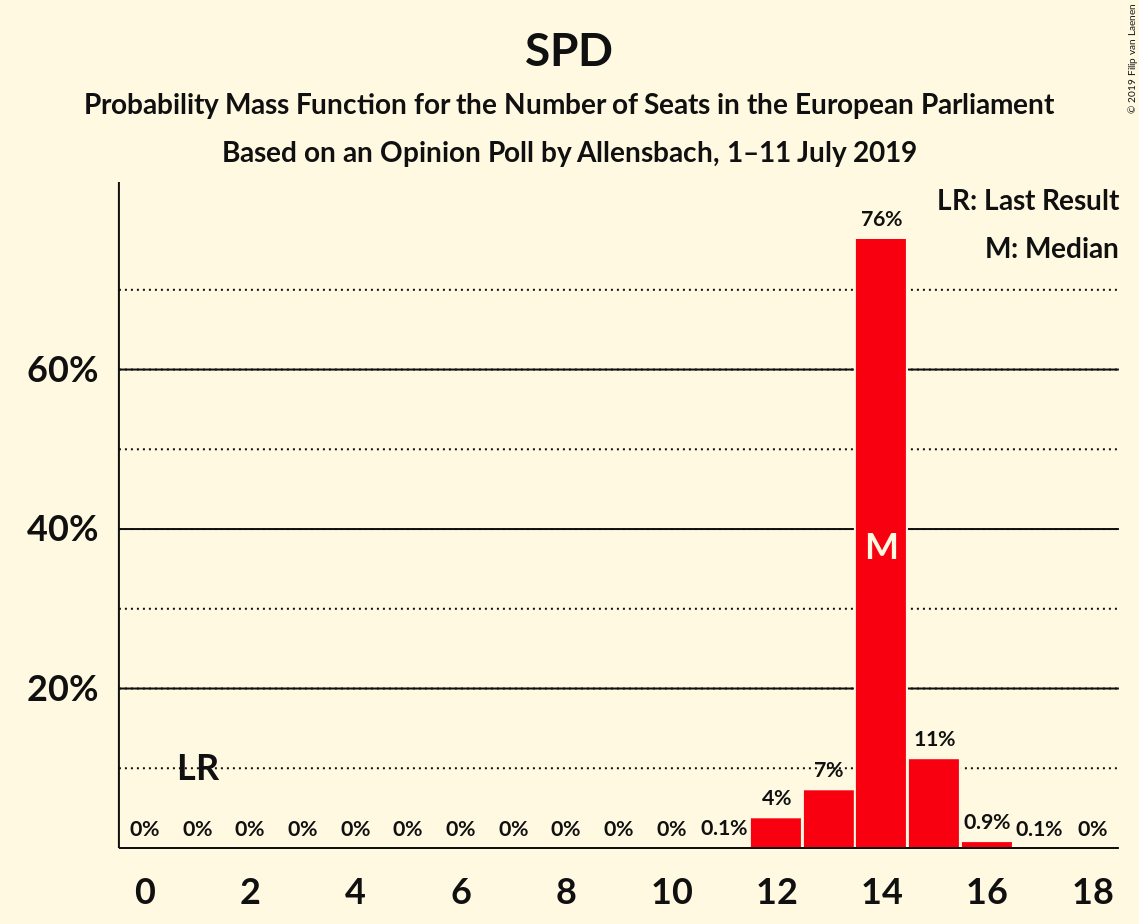 SPD
Probability Mass Function for the Number of Seats in the European Parliament
Based on an Opinion Poll by Allensbach, 1–11 July 2019
© 2019 Filip van Laenen
LR: Last Result
M: Median
60%
40%
20%
LR
M
0% 0% 0% 0% 0% 0% 0% 0% 0% 0% 0% 0.1% 4% 7% 76% 11% 0.9% 0.1% 0%
0 2 4 6 8 10 12 14 16 18